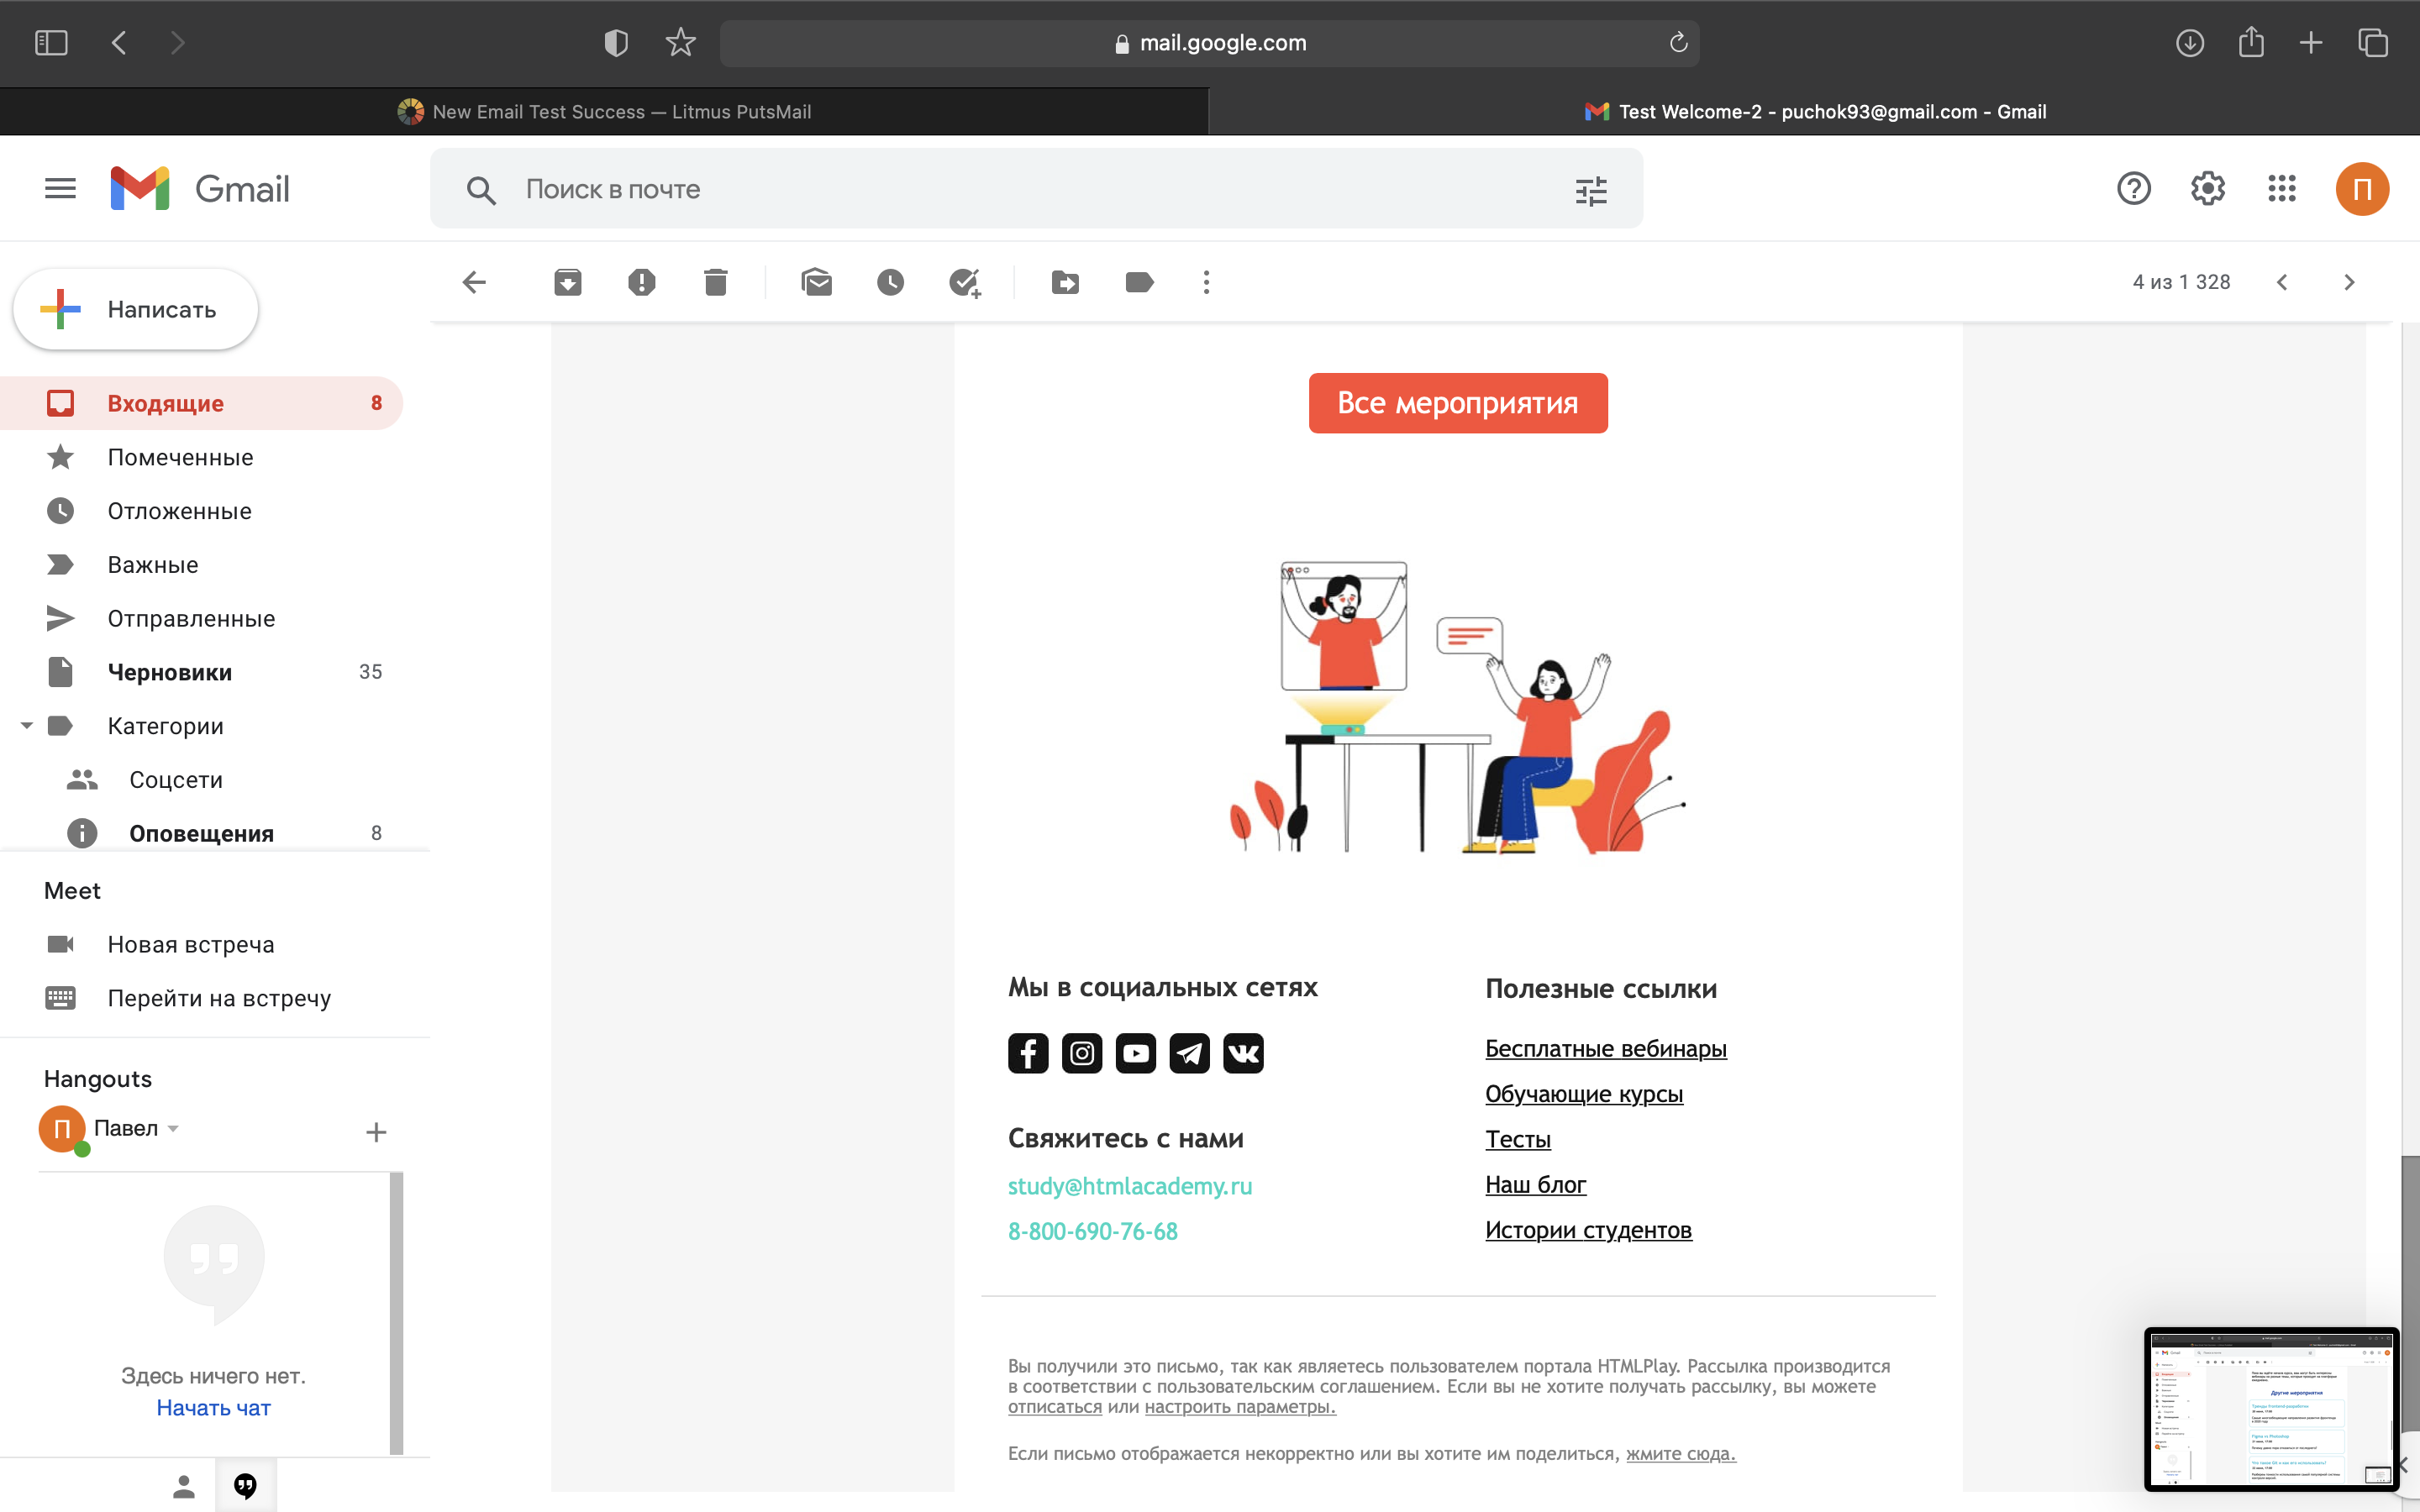 mail.google.com
New Email Test Success — Litmus PutsMail
Test Welcome-2 - puchok93@gmail.com - Gmail
Gmail
Поиск в почте
П
Написать
4 из 1 328
Входящие 8
Помеченные
Отложенные
Важные
Отправленные
Черновики 35
Категории
Соцсети
Оповещения 8
Meet
Новая встреча
Перейти на встречу
Hangouts
П Павел
Здесь ничего нет.
Начать чат
Все мероприятия
Мы в социальных сетях
Свяжитесь с нами
study@htmlacademy.ru
8-800-690-76-68
Полезные ссылки
Бесплатные вебинары
Обучающие курсы
Тесты
Наш блог
Истории студентов
Вы получили это письмо, так как являетесь пользователем портала HTMLPlay. Рассылка производится
в соответствии с пользовательским соглашением. Если вы не хотите получать рассылку, вы можете
отписаться или настроить параметры.
Если письмо отображается некорректно или вы хотите им поделиться, жмите сюда.
Другие мероприятия